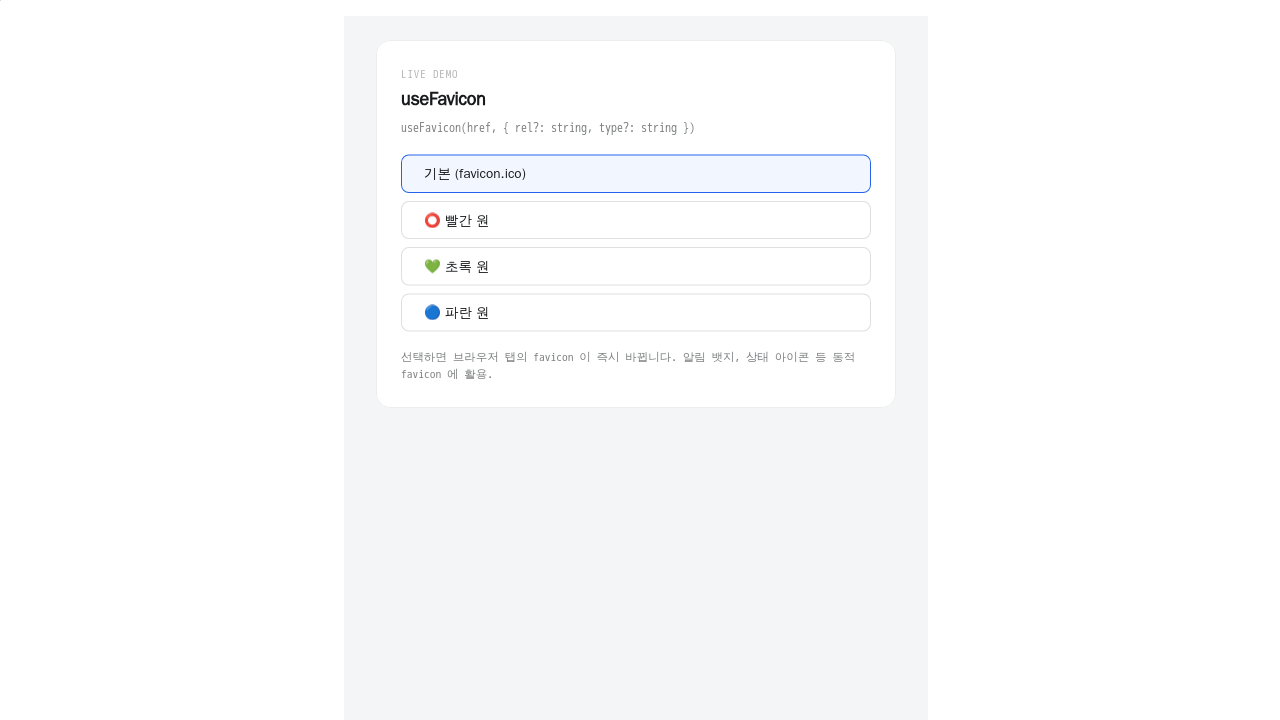 LIVE DEMO
useFavicon
useFavicon(href, { rel?: string, type?: string })
기본 (favicon.ico)
⭕ 빨간 원
💚 초록 원
🔵 파란 원
선택하면 브라우저 탭의 favicon 이 즉시 바뀝니다. 알림 뱃지, 상태 아이콘 등 동적
favicon 에 활용.